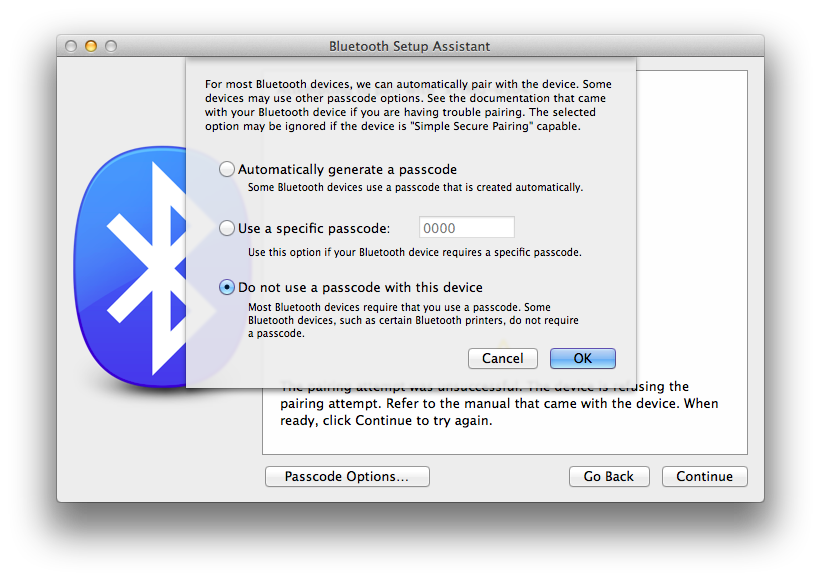 Bluetooth Setup Assistant
For most Bluetooth devices, we can automatically pair with the device. Some
devices may use other passcode options. See the documentation that came
with your Bluetooth device if you are having trouble pairing. The selected
option may be ignored if the device is "Simple Secure Pairing" capable.
Automatically generate a passcode
Some Bluetooth devices use a passcode that is created automatically.
Use a specific passcode: 0000
Use this option if your Bluetooth device requires a specific passcode.
Do not use a passcode with this device
Most Bluetooth devices require that you use a passcode. Some
Bluetooth devices, such as certain Bluetooth printers, do not require
a passcode.
Cancel OK
The pairing attempt was unsuccessful. The device is refusing the
pairing attempt. Refer to the manual that came with the device. When
ready, click Continue to try again.
Passcode Options... Go Back Continue